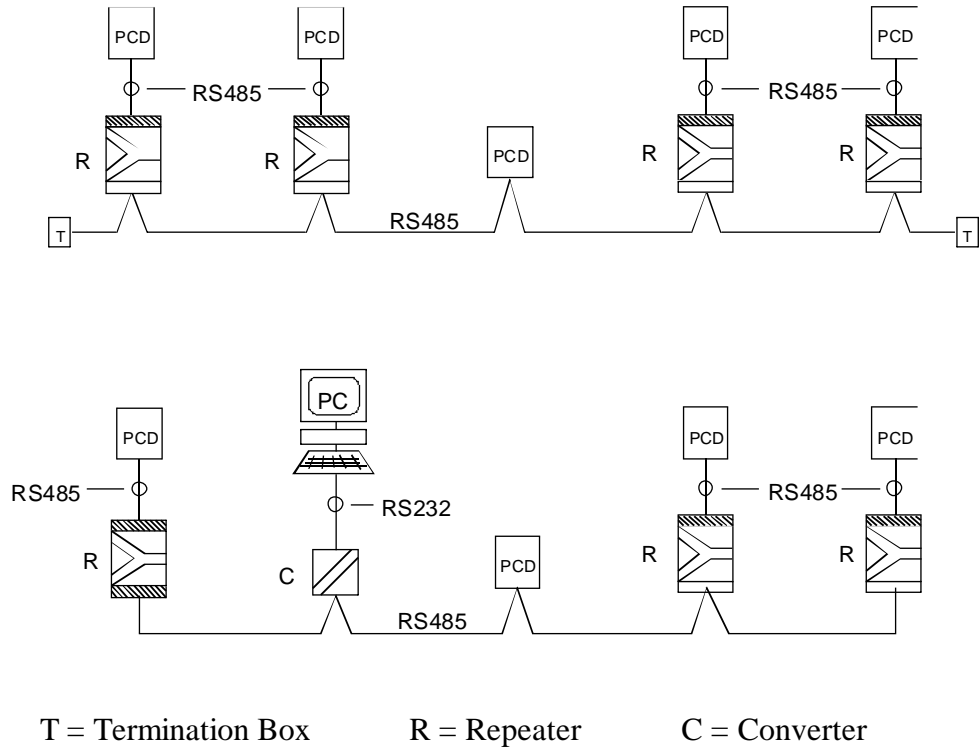 PCD PCD PCD PCD
RS485 RS485
R R PCD R R
RS485
T T
PC
PCD PCD PCD
RS485 RS232 RS485
R C PCD R R
RS485
T = Termination Box R = Repeater C = Converter